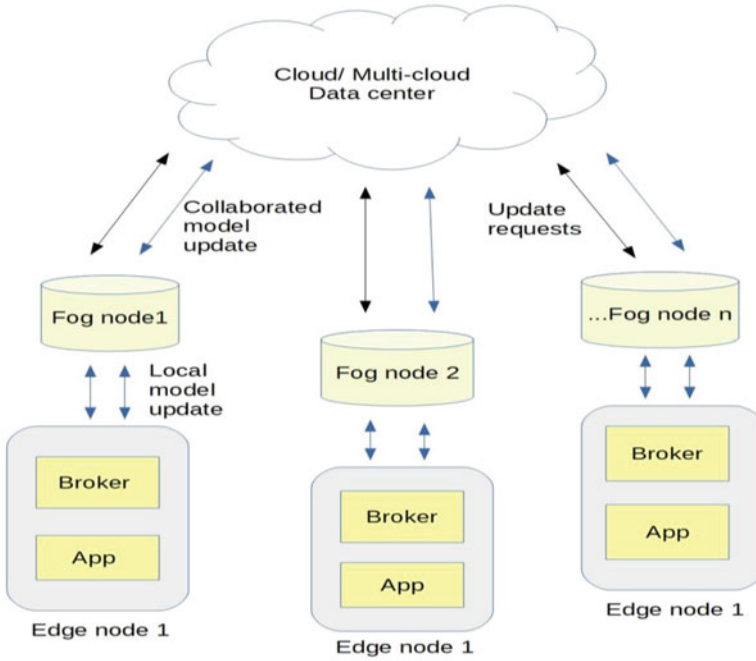 Cloud/ Multi-cloud
Data center
Collaborated
model
update
Update
requests
Fog node1
Fog node 2
...Fog node n
Local
model
update
Broker
App
Edge node 1
Broker
App
Edge node 1
Broker
App
Edge node 1